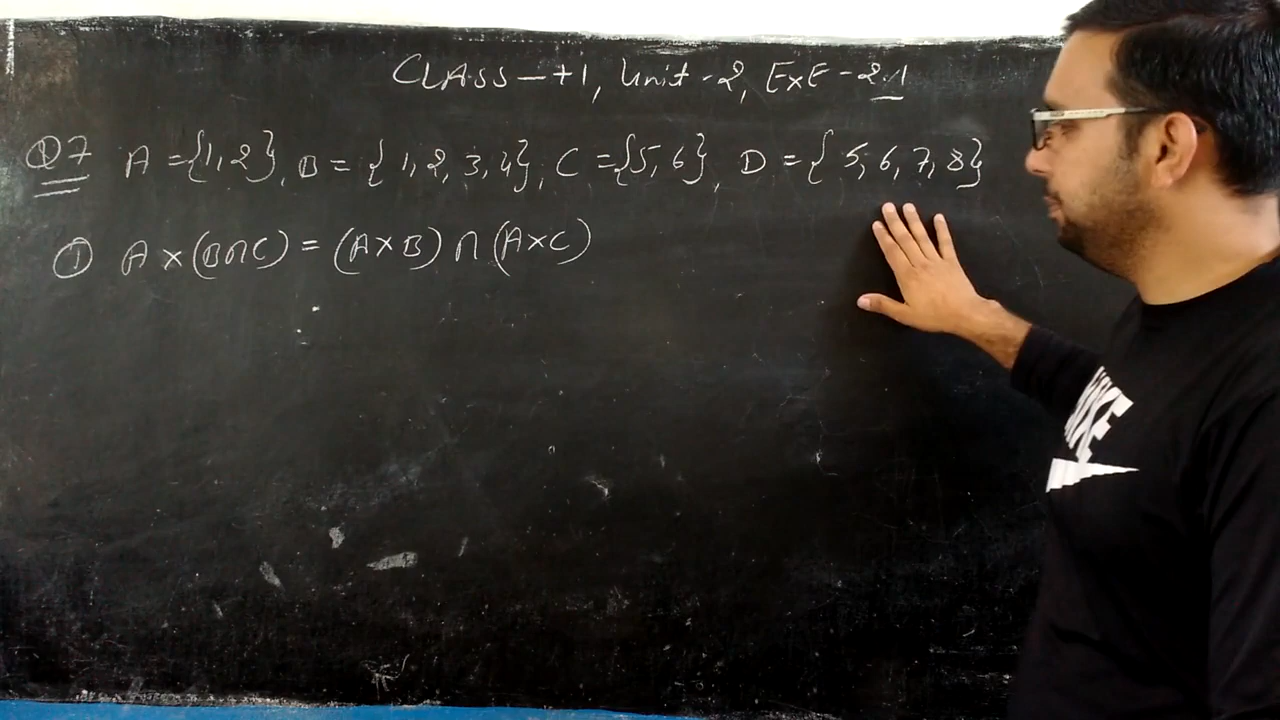 CLASS-+1, Unit-2, EXE-2.1
Q7 A = {1,2}, B = {1,2,3,4}, C = {5,6}, D = {5,6,7,8}
① A×(B∩C) = (A×B)∩(A×C)
NIKE